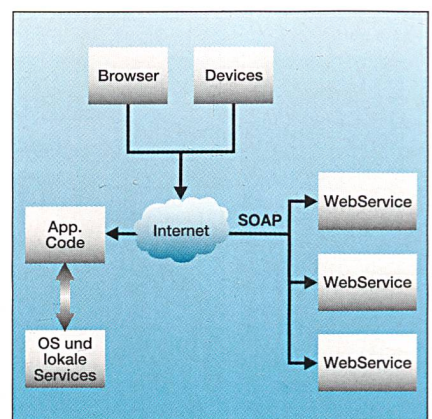 Browser
Devices
Internet
SOAP
App.
Code
OS und
lokale
Services
WebService
WebService
WebService